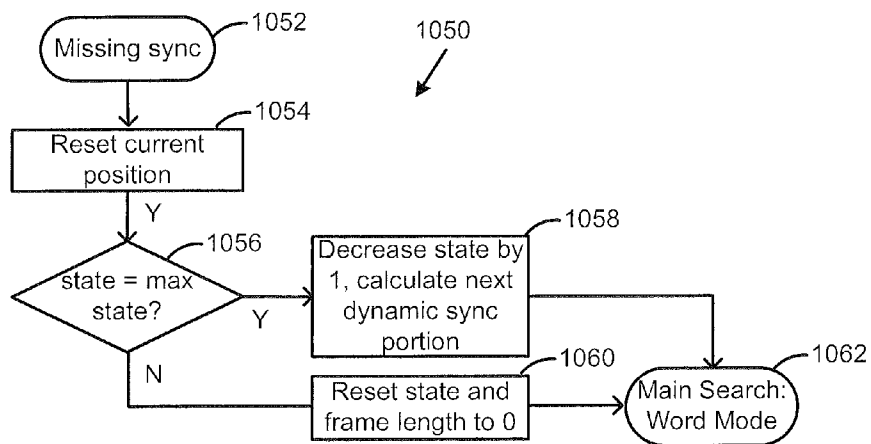 Missing sync
1052
1050
1054
Reset current
position
Y
1056
state = max
state?
Y
N
1058
Decrease state by
1, calculate next
dynamic sync
portion
1060
Reset state and
frame length to 0
1062
Main Search:
Word Mode